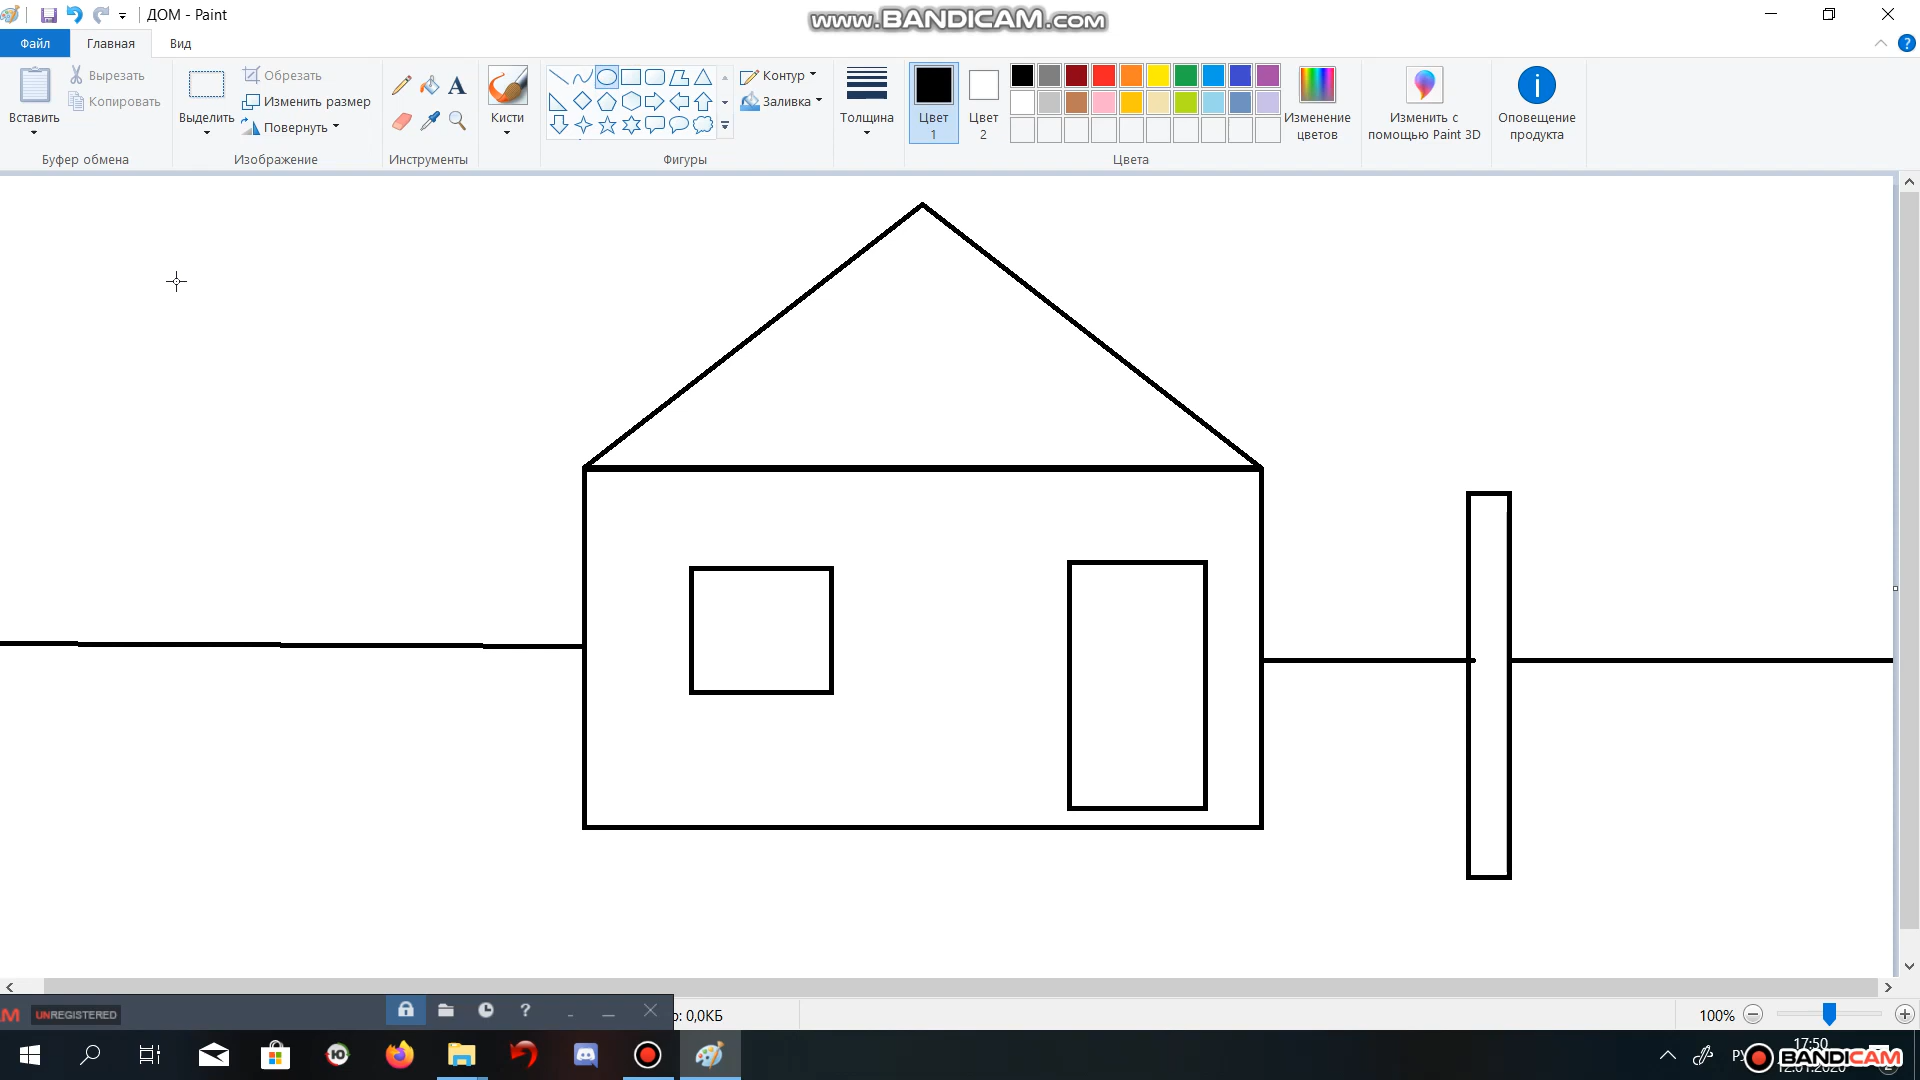 ДОМ - Paint
www.BANDICAM.com
Файл
Главная
Вид
Вставить
Вырезать
Копировать
Буфер обмена
Выделить
Обрезать
Изменить размер
Повернуть
Изображение
A
Инструменты
Кисти
Контур
Заливка
Фигуры
Толщина
Цвет
1
Цвет
2
Изменение
цветов
Цвета
Изменить с
помощью Paint 3D
Оповещение
продукта
UNREGISTERED
р: 0,0КБ
100%
17:50
BANDICAM